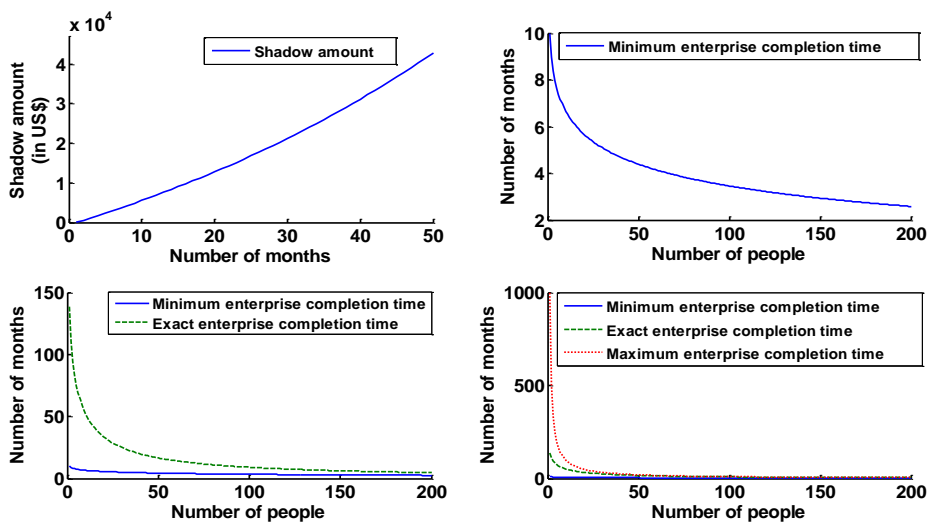 x 10^4
Shadow amount
4
3
2
1
0
0 10 20 30 40 50
Shadow amount
(in US$)
Number of months
Minimum enterprise completion time
10
8
6
4
2
0 50 100 150 200
Number of months
Number of people
Minimum enterprise completion time
Exact enterprise completion time
150
100
50
0
0 50 100 150 200
Number of months
Number of people
Minimum enterprise completion time
Exact enterprise completion time
Maximum enterprise completion time
1000
500
0
0 50 100 150 200
Number of months
Number of people